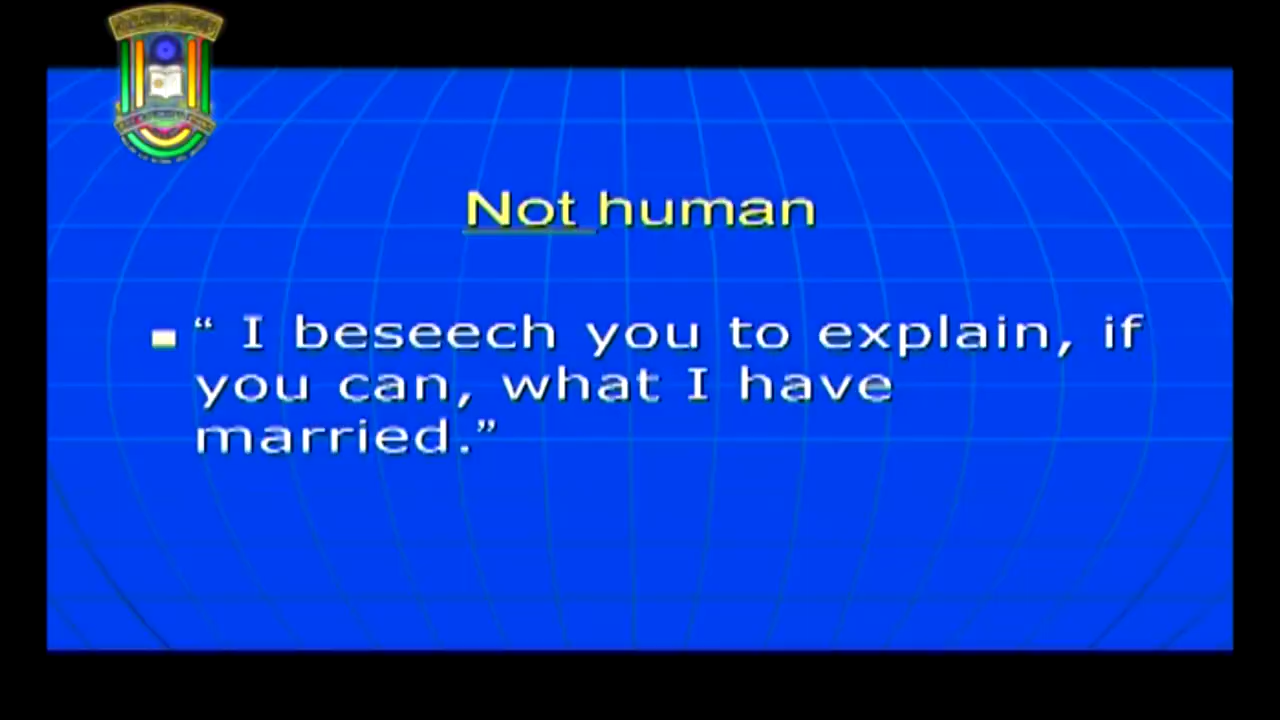 Not human
“ I beseech you to explain, if
you can, what I have
married.”